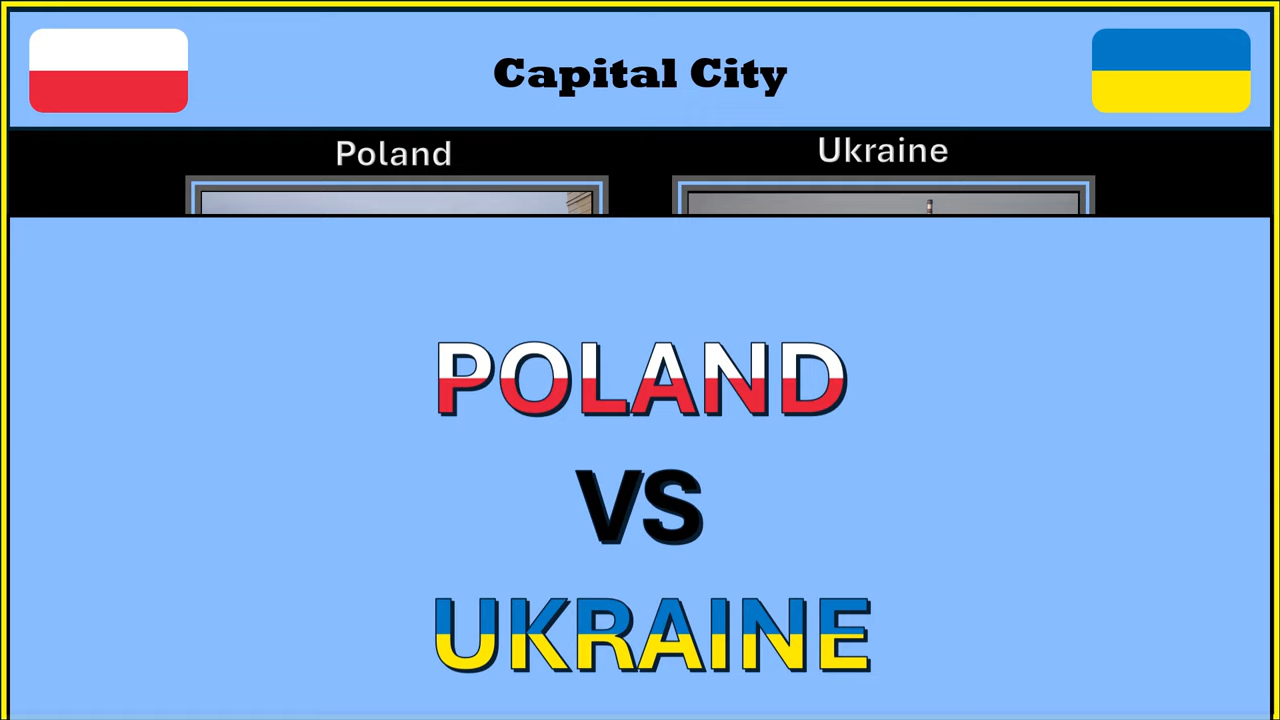 Capital City
Poland
Ukraine
POLAND
VS
UKRAINE